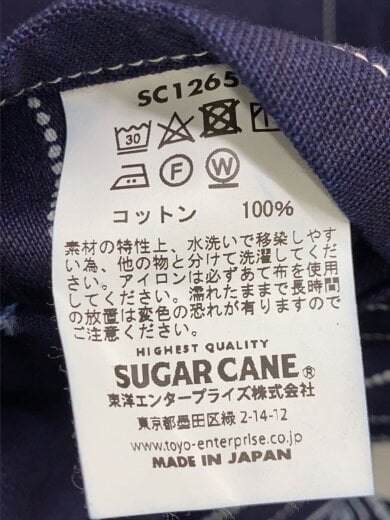 SC1265
30
F W
コットン 100%
素材の特性上、水洗いで移染しやす
い為、他の物と分けて洗濯してくだ
さい。アイロンは必ずあて布を使用
してください。濡れたままで長時間
の放置は変色の恐れが有りますので
ご注意ください。
HIGHEST QUALITY
SUGAR CANE®
東洋エンタープライズ株式会社
東京都墨田区緑 2-14-12
www.toyo-enterprise.co.jp
MADE IN JAPAN